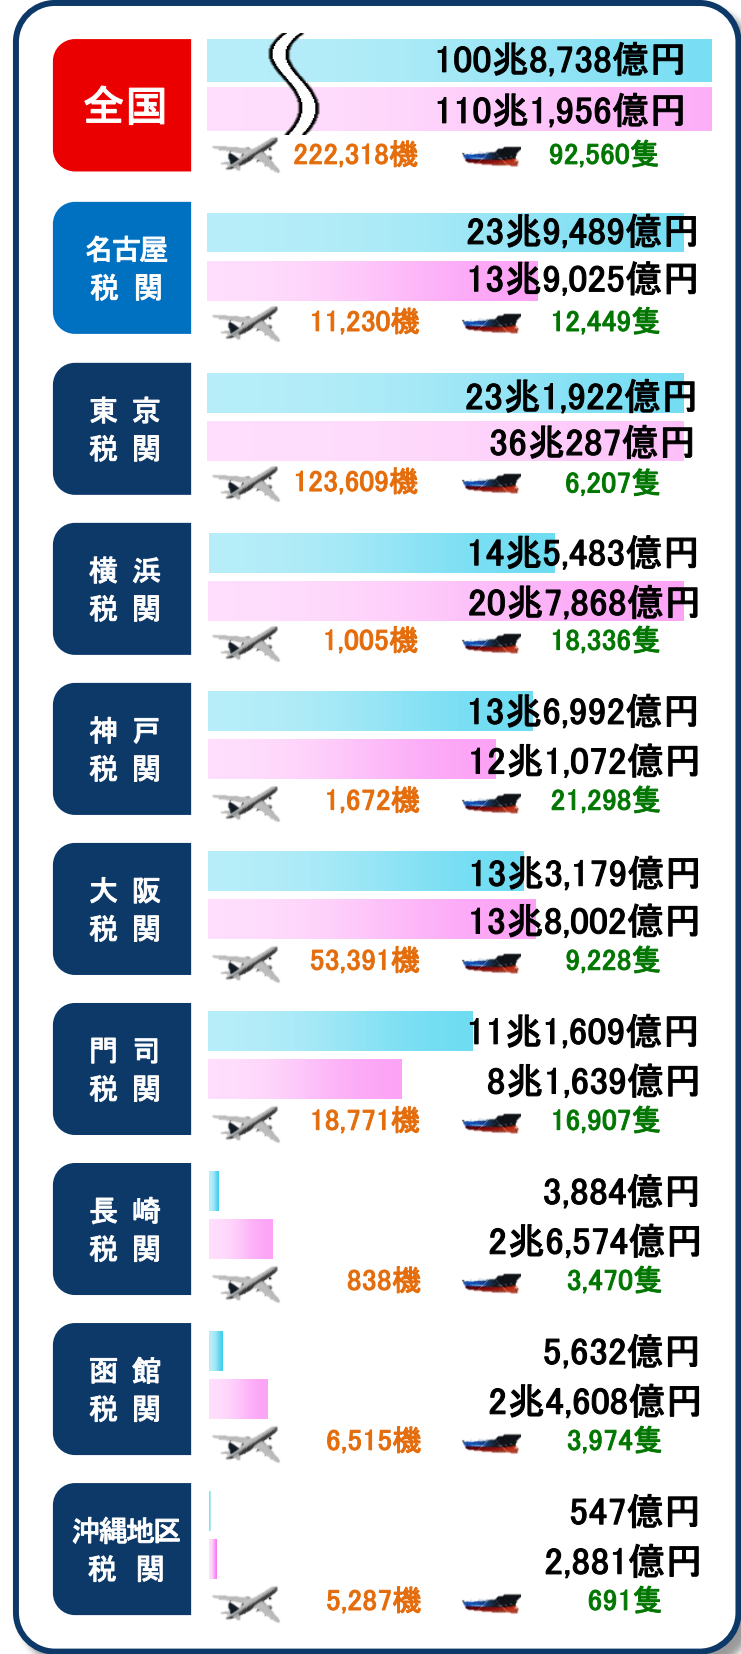 全国
100兆8,738億円
110兆1,956億円
222,318機 92,560隻
名古屋
税関
23兆9,489億円
13兆9,025億円
11,230機 12,449隻
東京
税関
23兆1,922億円
36兆287億円
123,609機 6,207隻
横浜
税関
14兆5,483億円
20兆7,868億円
1,005機 18,336隻
神戸
税関
13兆6,992億円
12兆1,072億円
1,672機 21,298隻
大阪
税関
13兆3,179億円
13兆8,002億円
53,391機 9,228隻
門司
税関
11兆1,609億円
8兆1,639億円
18,771機 16,907隻
長崎
税関
3,884億円
2兆6,574億円
838機 3,470隻
函館
税関
5,632億円
2兆4,608億円
6,515機 3,974隻
沖縄地区
税関
547億円
2,881億円
5,287機 691隻